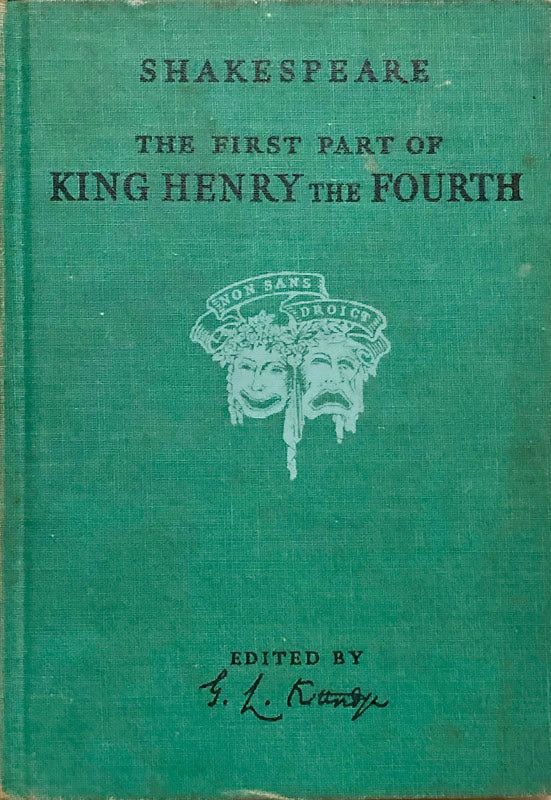 SHAKESPEARE
THE FIRST PART OF
KING HENRY THE FOURTH
NON SANS
DROICT
EDITED BY
G. L. Kittredge